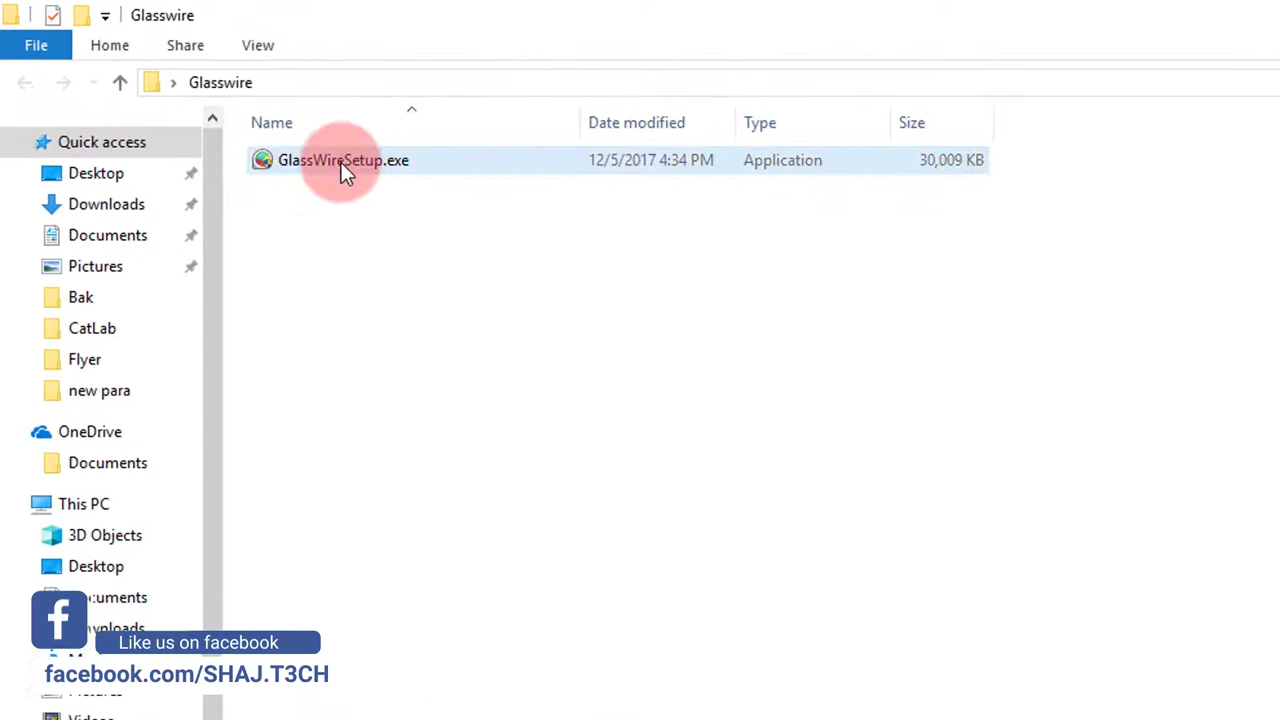 Glasswire
File Home Share View
Glasswire
Name Date modified Type Size
GlassWireSetup.exe 12/5/2017 4:34 PM Application 30,009 KB
Quick access
Desktop
Downloads
Documents
Pictures
Bak
CatLab
Flyer
new para
OneDrive
Documents
This PC
3D Objects
Desktop
Like us on facebook
facebook.com/SHAJ.T3CH